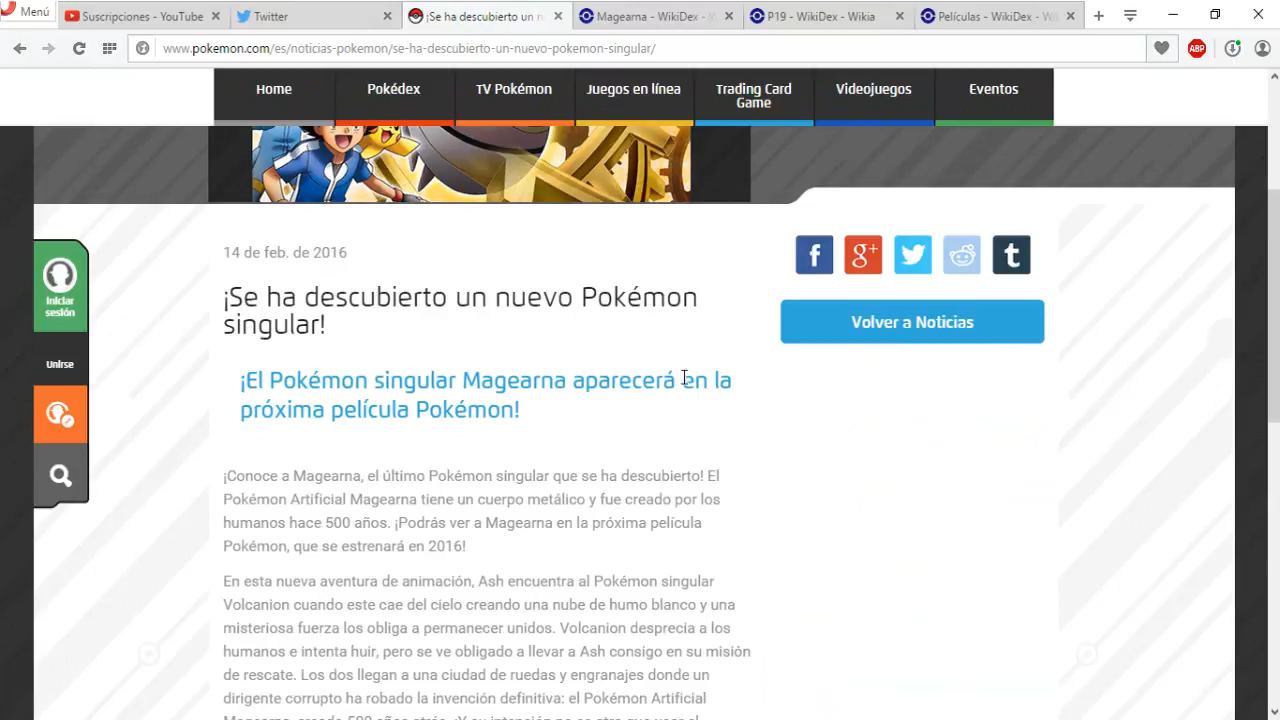 Menú
Suscripciones - YouTube
Twitter
¡Se ha descubierto un n
Magearna - WikiDex - W
P19 - WikiDex - Wikia
Películas - WikiDex - W
www.pokemon.com/es/noticias-pokemon/se-ha-descubierto-un-nuevo-pokemon-singular/
ABP
Home
Pokédex
TV Pokémon
Juegos en línea
Trading Card
Game
Videojuegos
Eventos
14 de feb. de 2016
¡Se ha descubierto un nuevo Pokémon
singular!
Volver a Noticias
Iniciar
sesión
Unirse
¡El Pokémon singular Magearna aparecerá en la
próxima película Pokémon!
¡Conoce a Magearna, el último Pokémon singular que se ha descubierto! El
Pokémon Artificial Magearna tiene un cuerpo metálico y fue creado por los
humanos hace 500 años. ¡Podrás ver a Magearna en la próxima película
Pokémon, que se estrenará en 2016!
En esta nueva aventura de animación, Ash encuentra al Pokémon singular
Volcanion cuando este cae del cielo creando una nube de humo blanco y una
misteriosa fuerza los obliga a permanecer unidos. Volcanion desprecia a los
humanos e intenta huir, pero se ve obligado a llevar a Ash consigo en su misión
de rescate. Los dos llegan a una ciudad de ruedas y engranajes donde un
dirigente corrupto ha robado la invención definitiva: el Pokémon Artificial